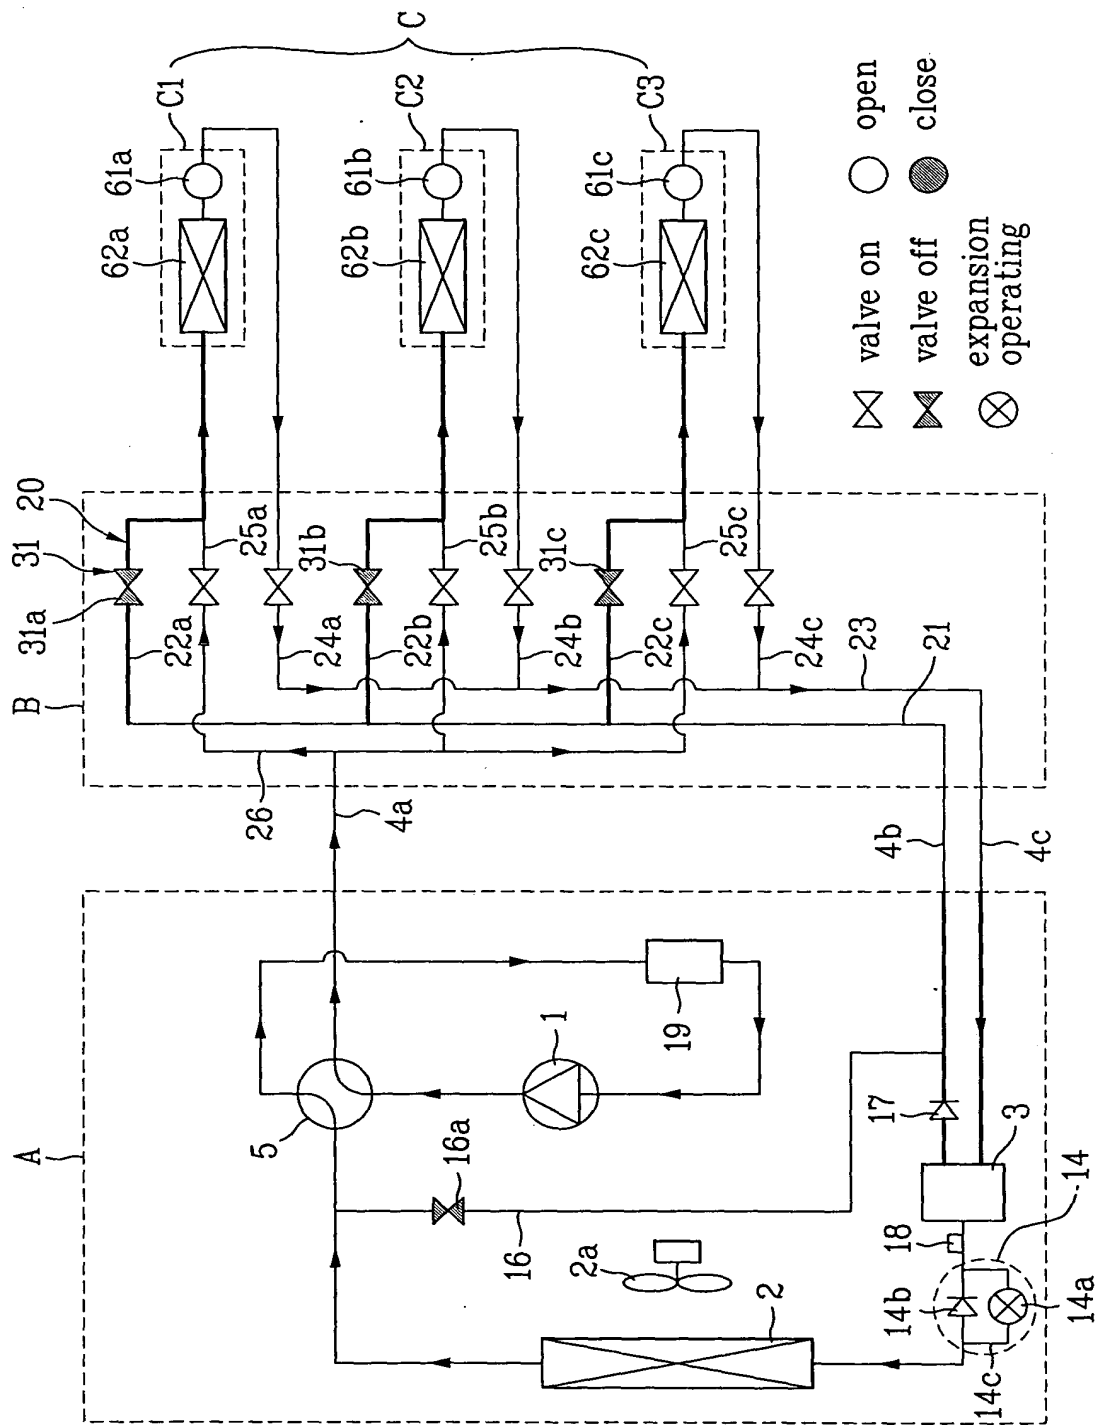 C
C1
C2
C3
61a
62a
61b
62b
61c
62c
open
close
valve on
valve off
expansion
operating
20
31
31a
25a
22a
24a
31b
25b
22b
24b
31c
25c
22c
24c
23
21
B
26
4a
4b
4c
A
5
1
19
16a
16
17
3
2a
2
18
14
14b
14a
14c